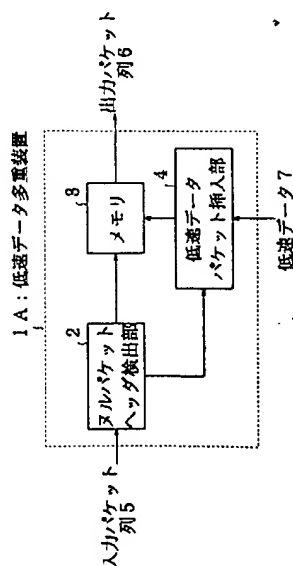 1A:低速データ多重装置
入力パケット
列5
2
ヌルパケット
ヘッダ検出部
3
メモリ
出力パケット
列6
4
低速データ
パケット挿入部
低速データ7